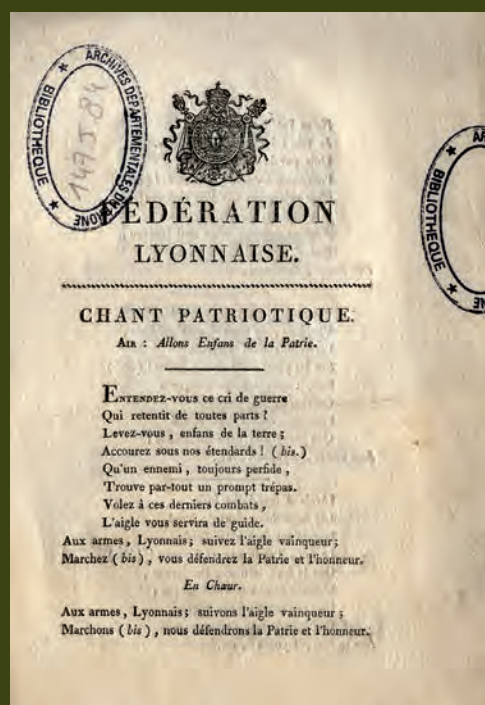 ARCHIVES DÉPARTEMENTALES DU RHÔNE
★ BIBLIOTHEQUE ★
147 J 84
FÉDÉRATION
LYONNAISE.
CHANT PATRIOTIQUE.
AIR : Allons Enfans de la Patrie.
ENTENDEZ-VOUS ce cri de guerre
Qui retentit de toutes parts ?
Levez-vous , enfans de la terre ;
Accourez sous nos étendards ! ( bis. )
Qu'un ennemi , toujours perfide ,
Trouve par-tout un prompt trépas.
Volez à ces derniers combats ,
L'aigle vous servira de guide.
Aux armes , Lyonnais ; suivez l'aigle vainqueur ;
Marchez ( bis ) , vous défendrez la Patrie et l'honneur.
En Chœur.
Aux armes , Lyonnais ; suivons l'aigle vainqueur ;
Marchons ( bis ) , nous défendrons la Patrie et l'honneur.
BIBLIOTHEQUE ★